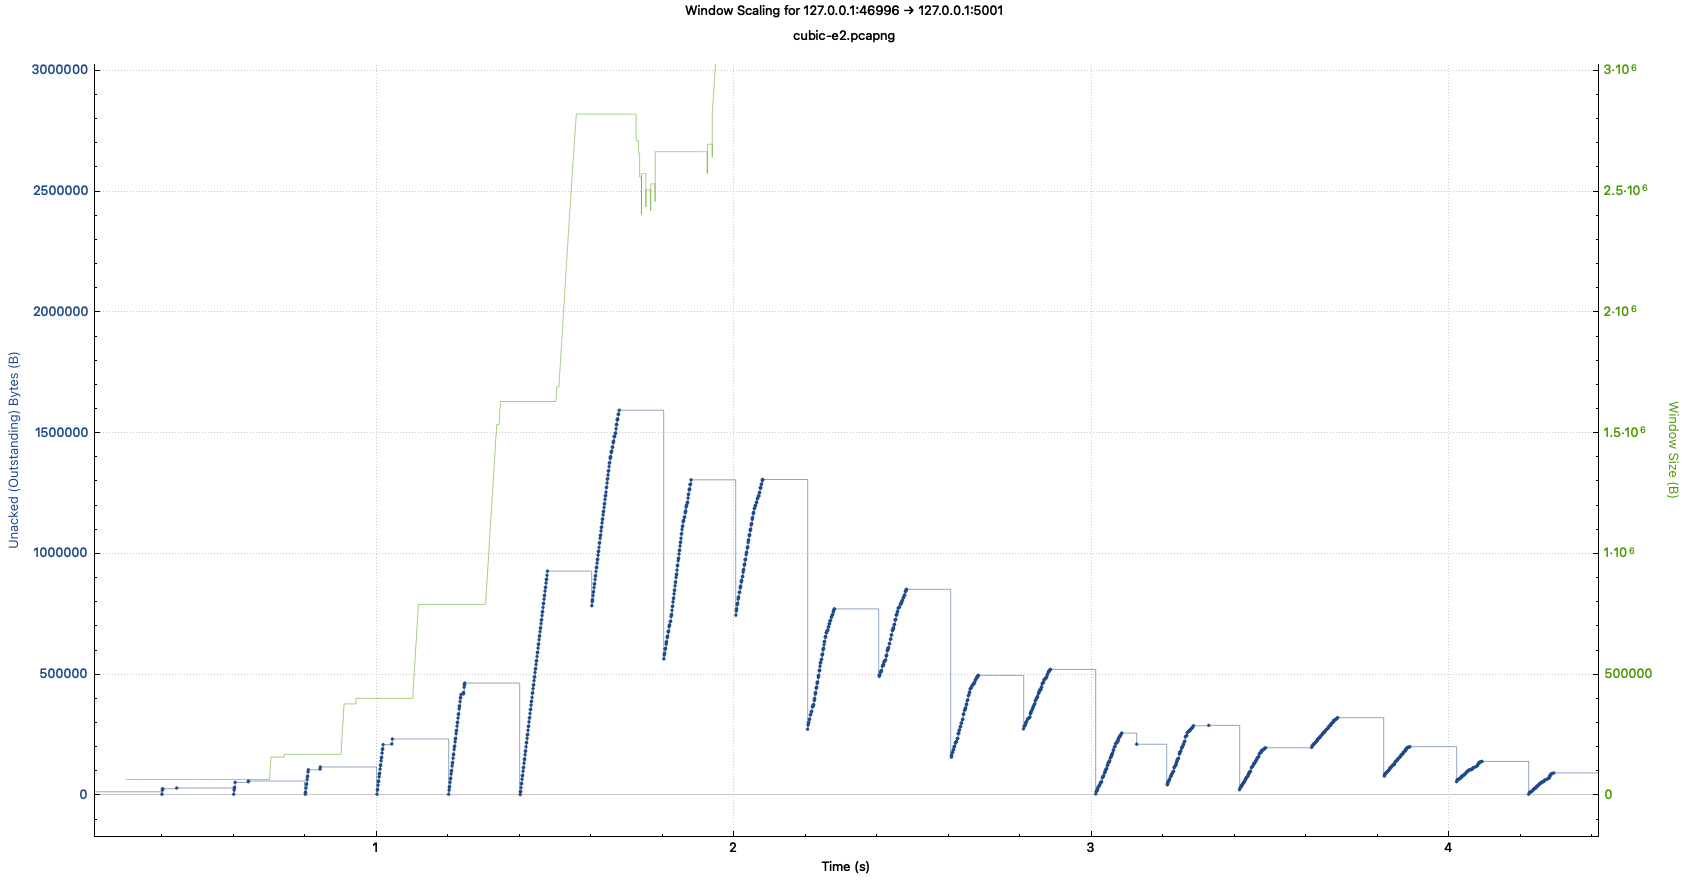 Window Scaling for 127.0.0.1:46996 → 127.0.0.1:5001
cubic-e2.pcapng
3000000
2500000
2000000
1500000
1000000
500000
0
Unacked (Outstanding) Bytes (B)
3·10⁶
2.5·10⁶
2·10⁶
1.5·10⁶
1·10⁶
500000
0
Window Size (B)
1 2 3 4
Time (s)